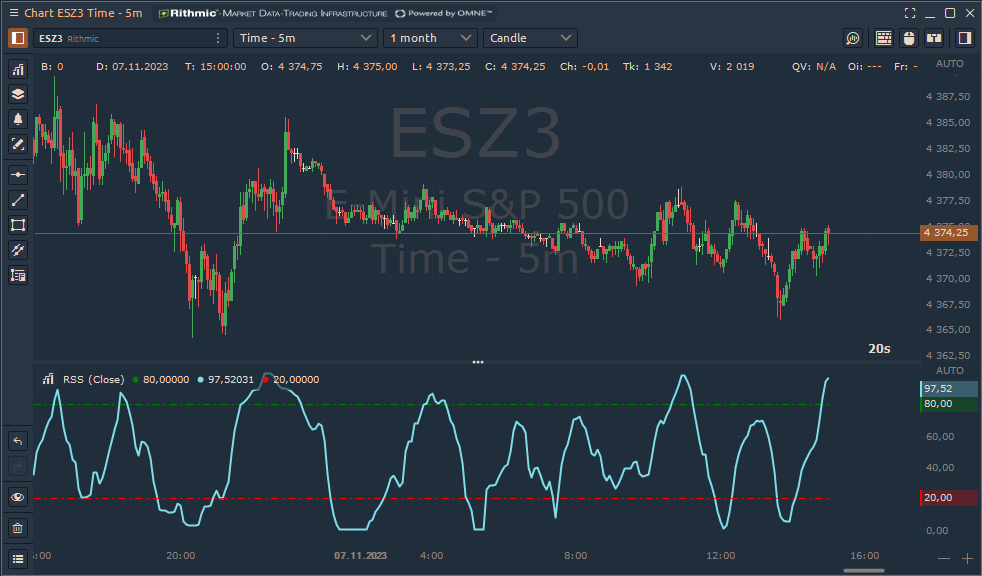 Chart ESZ3 Time - 5m Rithmic - MARKET DATA-TRADING INFRASTRUCTURE Powered by OMNE™
ESZ3 Rithmic Time - 5m 1 month Candle
B: 0 D: 07.11.2023 T: 15:00:00 O: 4 374,75 H: 4 375,00 L: 4 373,25 C: 4 374,25 Ch: -0,01 Tk: 1 342 V: 2 019 QV: N/A Oi: --- Fr: - AUTO
4 387,50
4 385,00
4 382,50
4 380,00
4 377,50
4 374,25
4 372,50
4 370,00
4 367,50
4 365,00
4 362,50
ESZ3
E-Mini S&P 500
Time - 5m
20s
AUTO
RSS (Close) 80,00000 97,52031 20,00000
97,52
80,00
60,00
40,00
20,00
0,00
:00 20:00 07.11.2023 4:00 8:00 12:00 16:00